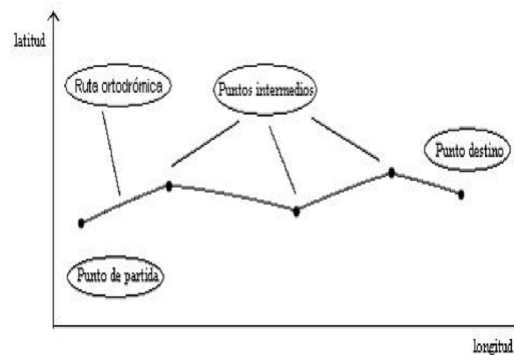 latitud
Ruta ortodrómica
Puntos intermedios
Punto destino
Punto de partida
longitud